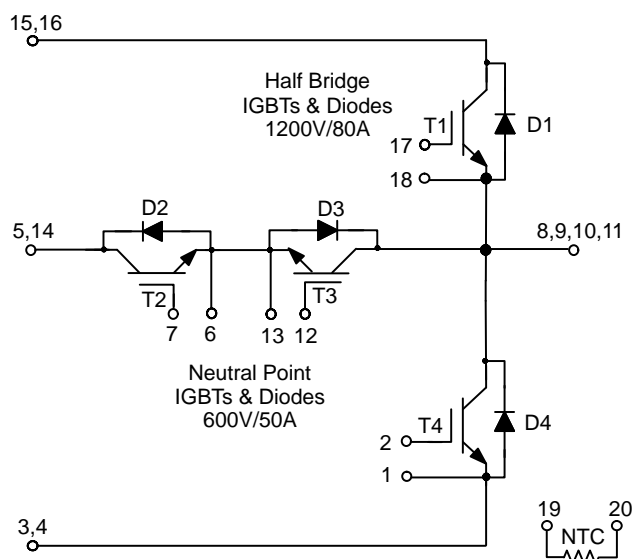 15,16
Half Bridge
IGBTs & Diodes
1200V/80A
T1
D1
17
18
D2
D3
5,14
8,9,10,11
T2
T3
7
6
13
12
Neutral Point
IGBTs & Diodes
600V/50A
T4
D4
2
1
3,4
19
20
NTC